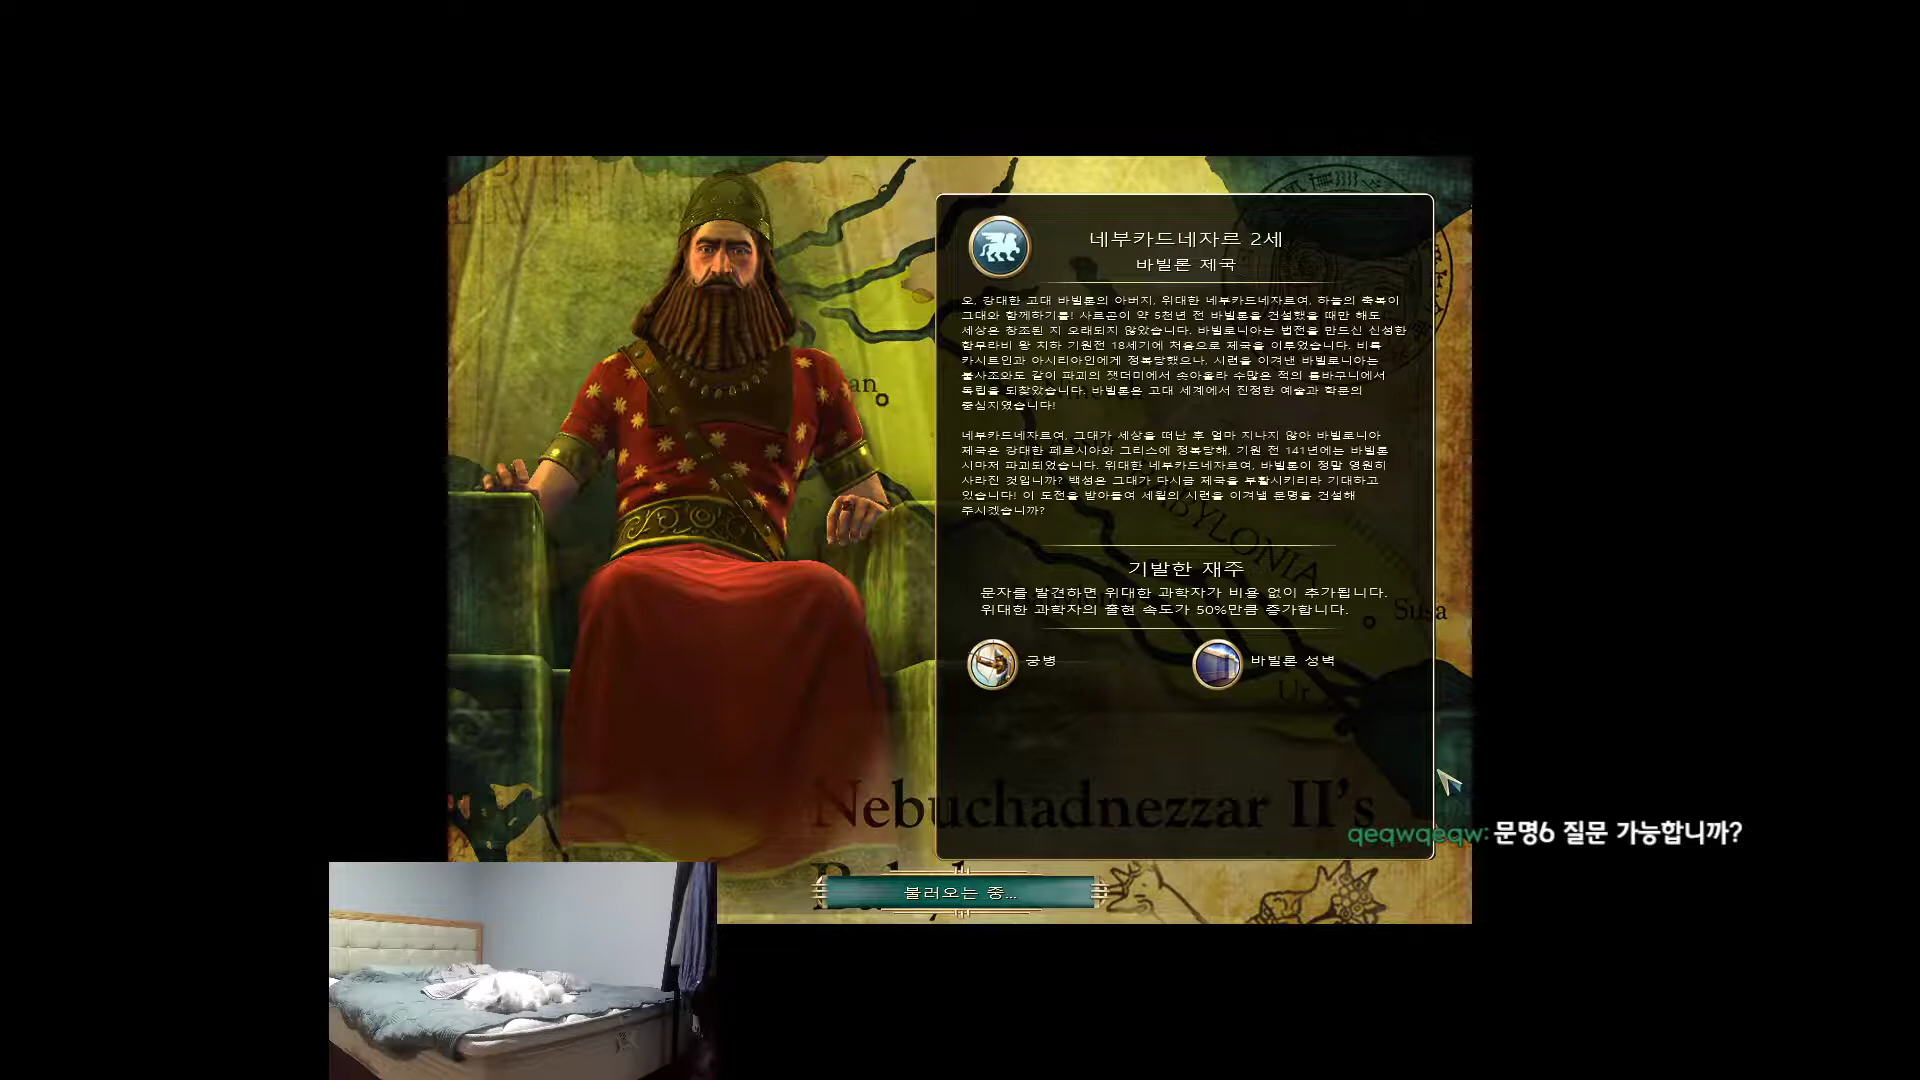 네부카드네자르 2세
바빌론 제국
오, 강대한 고대 바빌론의 아버지, 위대한 네부카드네자르여, 하늘의 축복이
그대와 함께하기를! 사르곤이 약 5천년 전 바빌론을 건설했을 때만 해도
세상은 창조된 지 오래되지 않았습니다. 바빌로니아는 법전을 만드신 신성한
함무라비 왕 치하 기원전 18세기에 처음으로 제국을 이루었습니다. 비록
카시트인과 아시리아인에게 정복당했으나, 시련을 이겨낸 바빌로니아는
불사조와도 같이 파괴의 잿더미에서 솟아올라 수많은 적의 틈바구니에서
독립을 되찾았습니다. 바빌론은 고대 세계에서 진정한 예술과 학문의
중심지였습니다!
네부카드네자르여, 그대가 세상을 떠난 후 얼마 지나지 않아 바빌로니아
제국은 강대한 페르시아와 그리스에 정복당해, 기원 전 141년에는 바빌론
시마저 파괴되었습니다. 위대한 네부카드네자르여, 바빌론이 정말 영원히
사라진 것입니까? 백성은 그대가 다시금 제국을 부활시키리라 기대하고
있습니다! 이 도전을 받아들여 세월의 시련을 이겨낼 문명을 건설해
주시겠습니까?
BABYLONIA
기발한 재주
문자를 발견하면 위대한 과학자가 비용 없이 추가됩니다.
위대한 과학자의 출현 속도가 50%만큼 증가합니다.
Susa
궁병
바빌론 성벽
Ur
Nebuchadnezzar II's
qeqwqeqw: 문명6 질문 가능합니까?
불러오는 중...